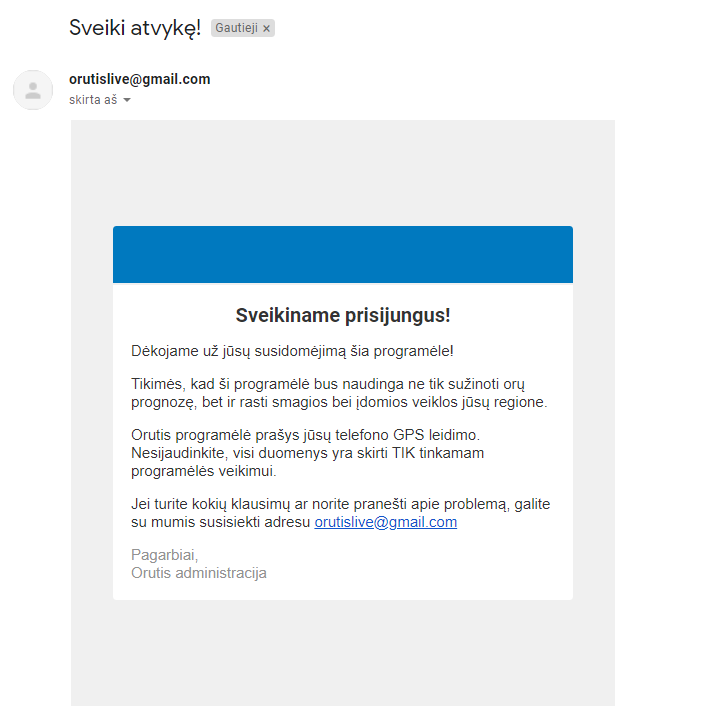 Sveiki atvykę! Gautieji ×
orutislive@gmail.com
skirta aš
Sveikiname prisijungus!
Dėkojame už jūsų susidomėjimą šia programėle!
Tikimės, kad ši programėlė bus naudinga ne tik sužinoti orų
prognozę, bet ir rasti smagios bei įdomios veiklos jūsų regione.
Orutis programėlė prašys jūsų telefono GPS leidimo.
Nesijaudinkite, visi duomenys yra skirti TIK tinkamam
programėlės veikimui.
Jei turite kokių klausimų ar norite pranešti apie problemą, galite
su mumis susisiekti adresu orutislive@gmail.com
Pagarbiai,
Orutis administracija